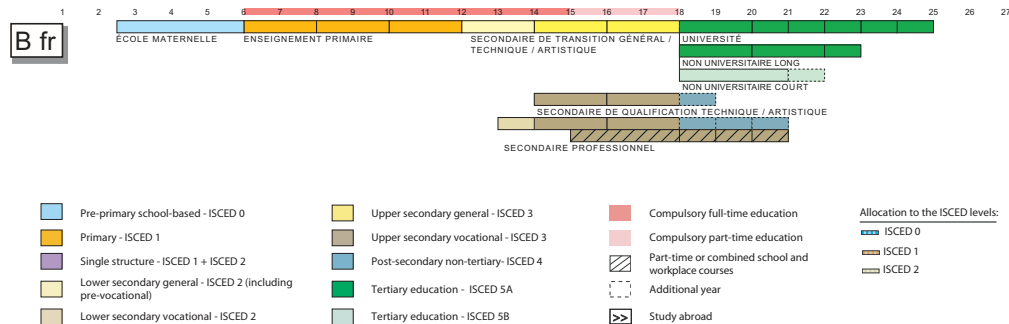 1 2 3 4 5 6 7 8 9 10 11 12 13 14 15 16 17 18 19 20 21 22 23 24 25 26 27
B fr
ÉCOLE MATERNELLE
ENSEIGNEMENT PRIMAIRE
SECONDAIRE DE TRANSITION GÉNÉRAL /
TECHNIQUE / ARTISTIQUE
UNIVERSITÉ
NON UNIVERSITAIRE LONG
NON UNIVERSITAIRE COURT
SECONDAIRE DE QUALIFICATION TECHNIQUE / ARTISTIQUE
SECONDAIRE PROFESSIONNEL
Pre-primary school-based - ISCED 0
Primary - ISCED 1
Single structure - ISCED 1 + ISCED 2
Lower secondary general - ISCED 2 (including
pre-vocational)
Lower secondary vocational - ISCED 2
Upper secondary general - ISCED 3
Upper secondary vocational - ISCED 3
Post-secondary non-tertiary- ISCED 4
Tertiary education - ISCED 5A
Tertiary education - ISCED 5B
Compulsory full-time education
Compulsory part-time education
Part-time or combined school and
workplace courses
Additional year
>> Study abroad
Allocation to the ISCED levels:
ISCED 0
ISCED 1
ISCED 2